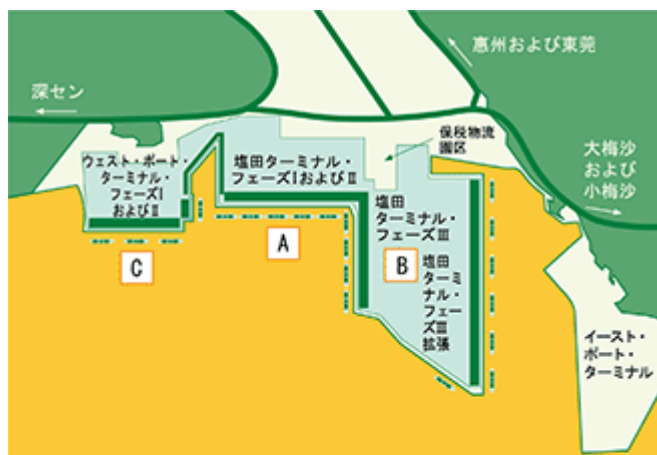 惠州および東莞
深セン
保税物流
園区
大梅沙
および
小梅沙
ウェスト・ポート・
ターミナル・
フェーズⅠ
およびⅡ
塩田ターミナル・
フェーズⅠおよびⅡ
塩田
ターミナル・
フェーズⅢ
塩田
ターミ
ナル・
フェー
ズⅢ
拡張
A
B
C
イースト・
ポート・
ターミナル